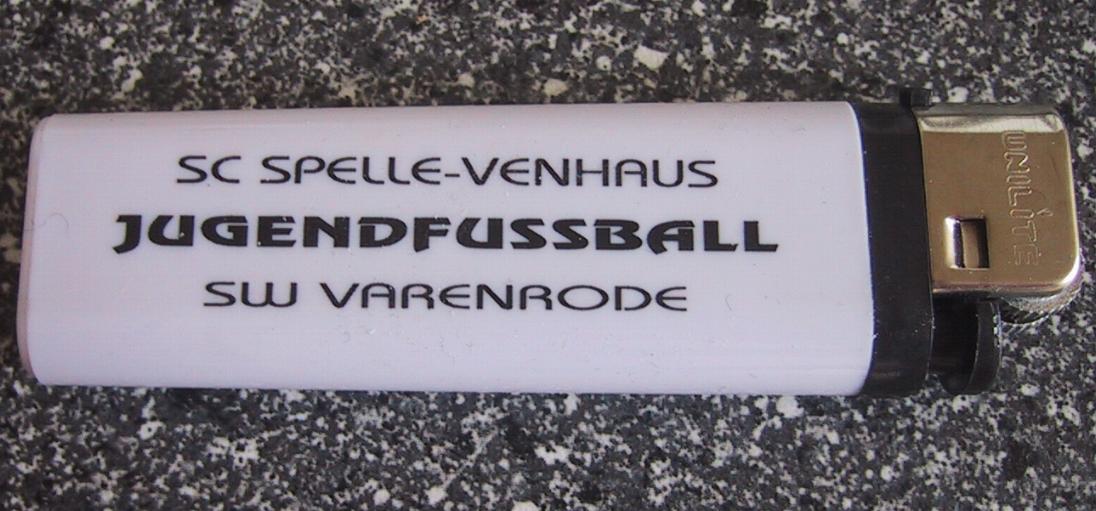 SC SPELLE-VENHAUS
JUGENDFUSSBALL
SW VARENRODE
UNILITE